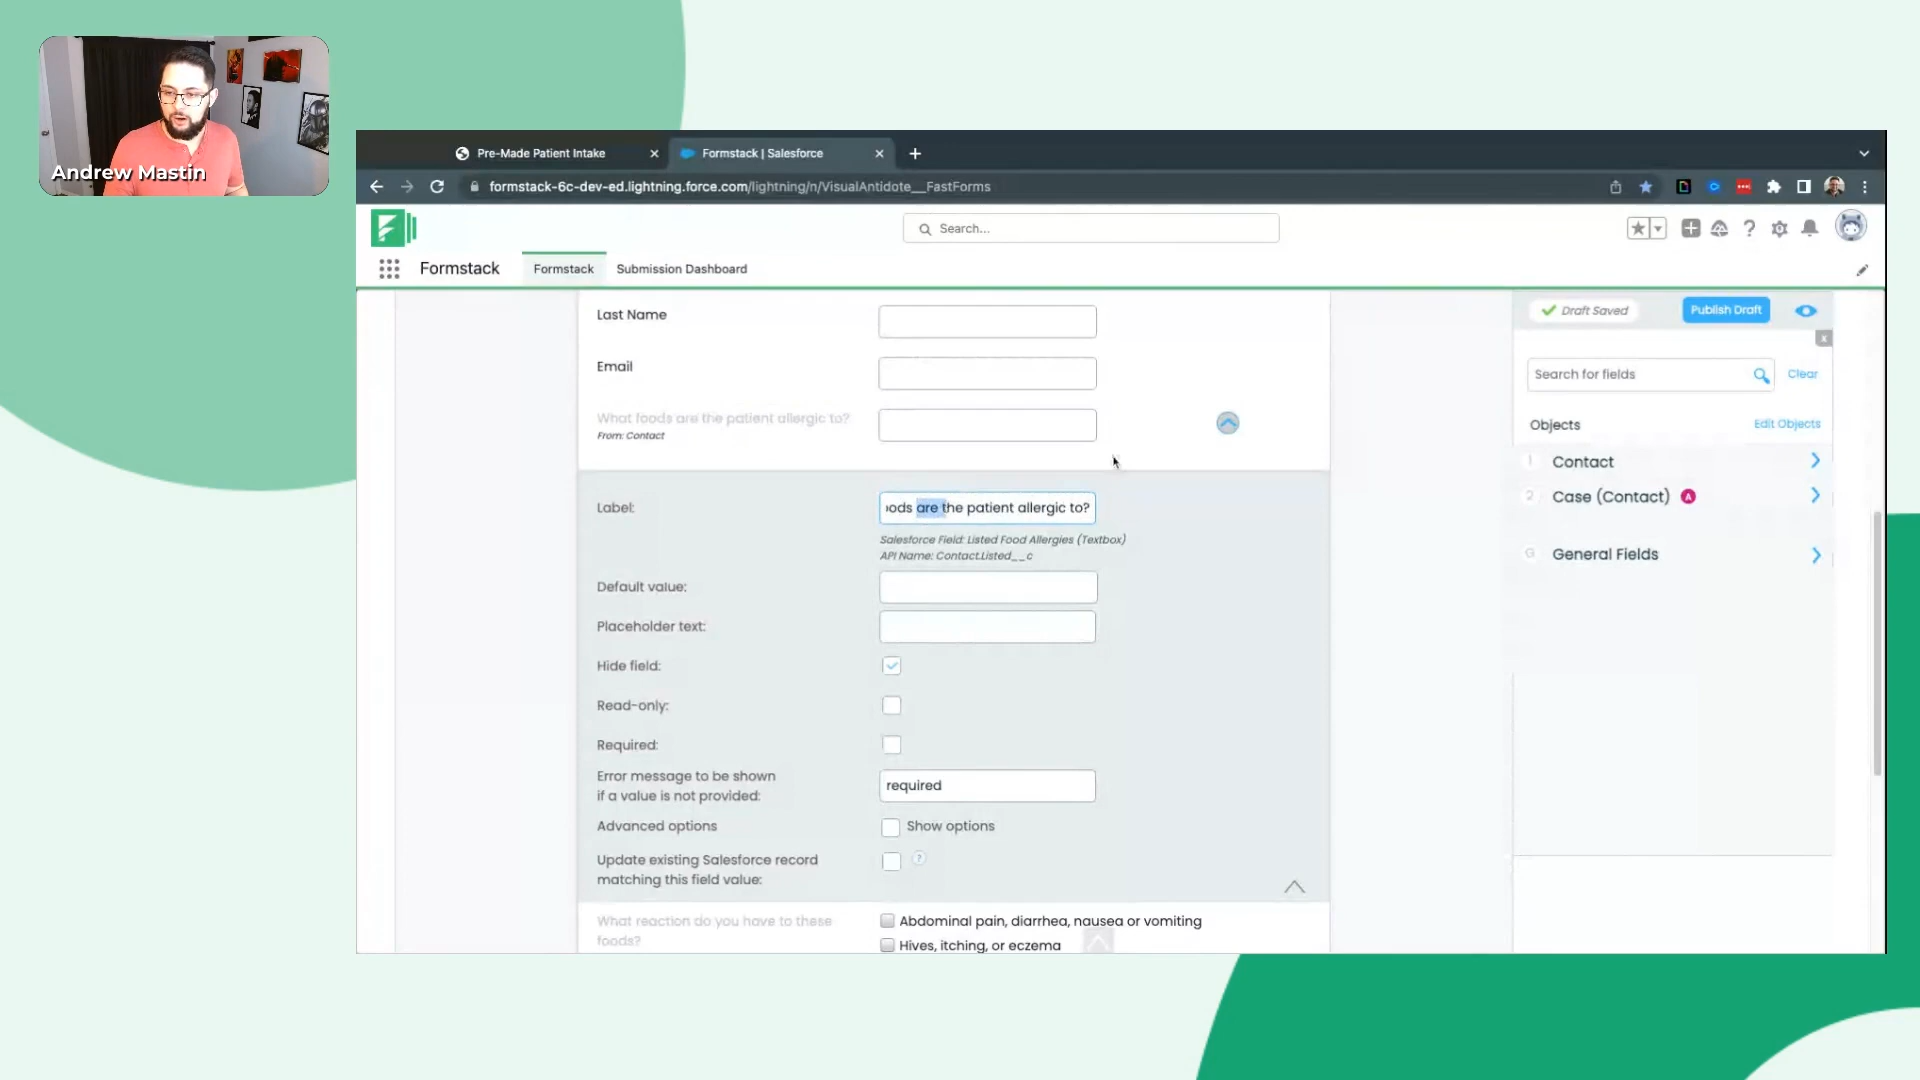 Andrew Mastin
Pre-Made Patient Intake
Formstack | Salesforce
formstack-6c-dev-ed.lightning.force.com/lightning/n/VisualAntidote__FastForms
Search...
Formstack
Formstack
Submission Dashboard
Last Name
Email
What foods are the patient allergic to?
From: Contact
Label:
ods are the patient allergic to?
Salesforce Field: Listed Food Allergies (Textbox)
API Name: Contact.Listed__c
Default value:
Placeholder text:
Hide field:
Read-only:
Required:
Error message to be shown
if a value is not provided:
required
Advanced options
Show options
Update existing Salesforce record
matching this field value:
?
What reaction do you have to these
foods?
Abdominal pain, diarrhea, nausea or vomiting
Hives, itching, or eczema
Draft Saved
Publish Draft
x
Search for fields
Clear
Objects
Edit Objects
1 Contact
2 Case (Contact) A
G General Fields